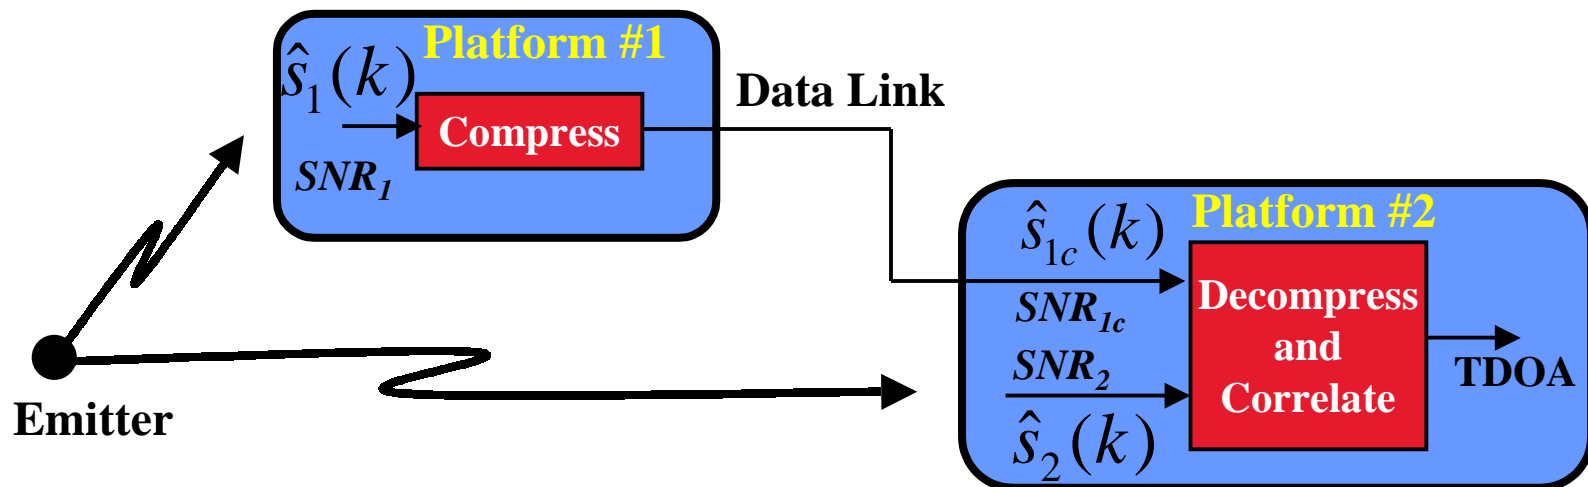 Platform #1
ŝ₁(k)
Compress
SNR₁
Data Link
Platform #2
ŝ₁c(k)
SNR₁c
Decompress
and
Correlate
SNR₂
ŝ₂(k)
TDOA
Emitter